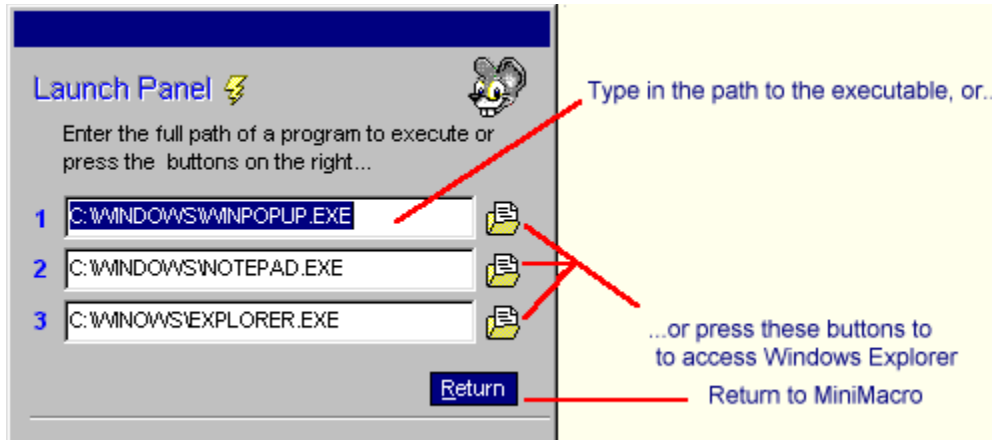 Launch Panel
Type in the path to the executable, or..
Enter the full path of a program to execute or
press the buttons on the right...
1 C:\WINDOWS\WINPOPUP.EXE
2 C:\WINDOWS\NOTEPAD.EXE
3 C:\WINOWS\EXPLORER.EXE
...or press these buttons to
to access Windows Explorer
Return
Return to MiniMacro